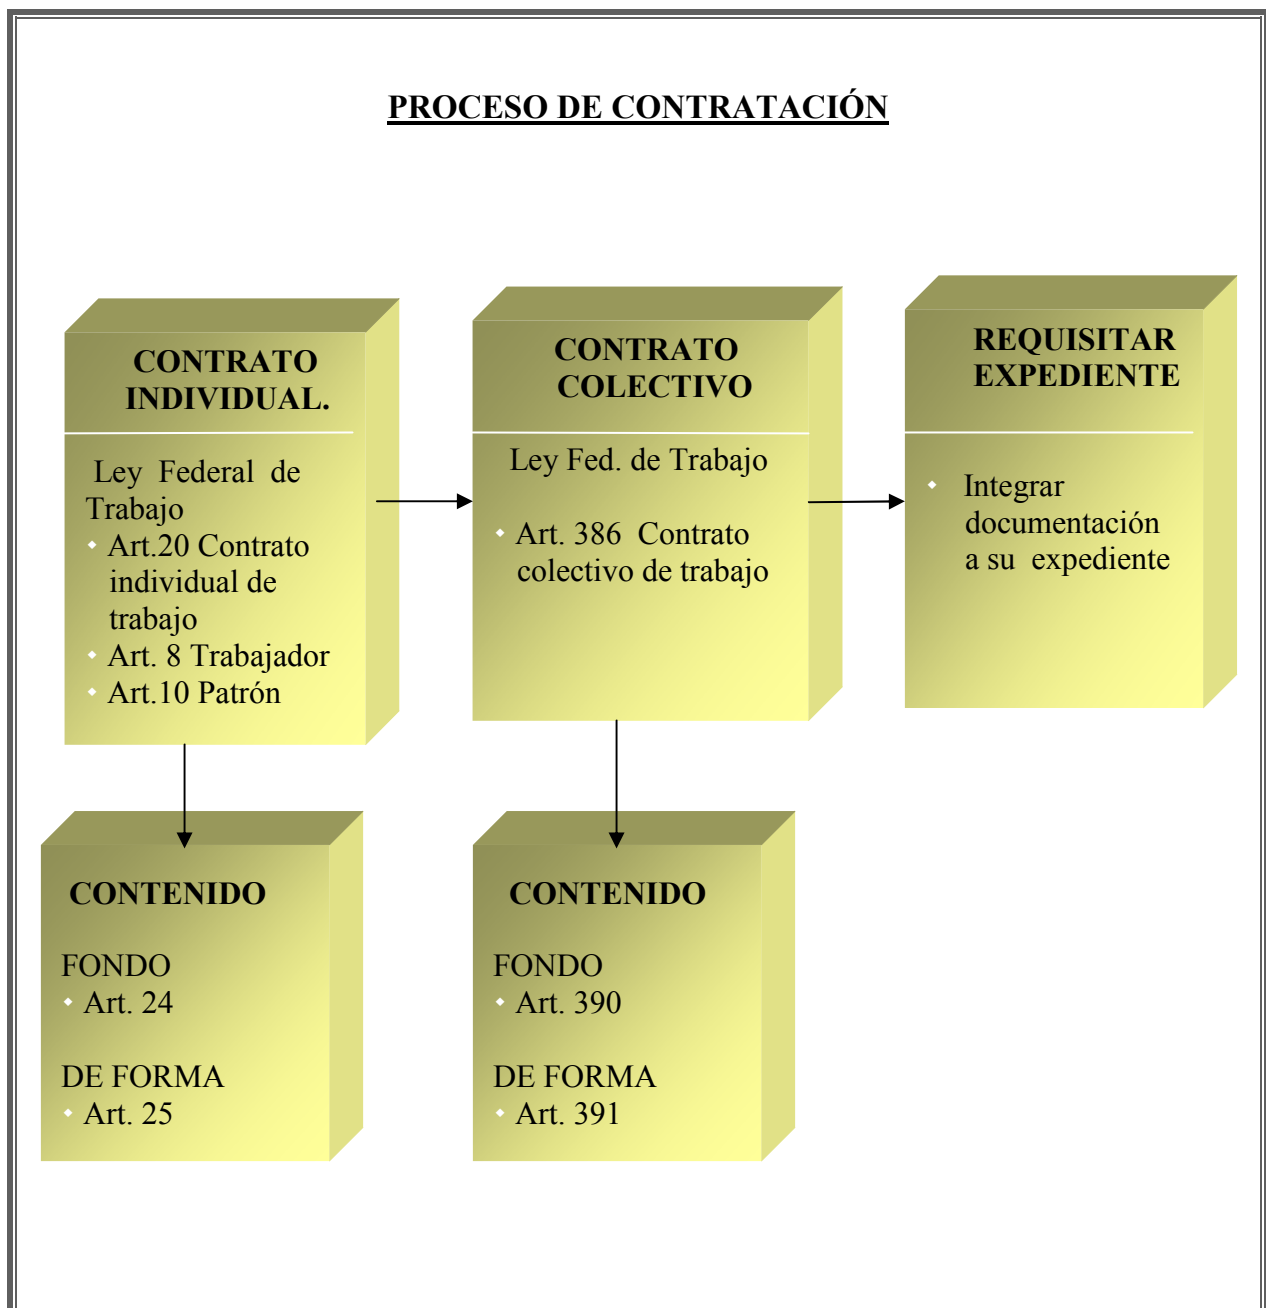 PROCESO DE CONTRATACIÓN
CONTRATO
INDIVIDUAL.
Ley Federal de
Trabajo
Art.20 Contrato
individual de
trabajo
Art. 8 Trabajador
Art.10 Patrón
CONTRATO
COLECTIVO
Ley Fed. de Trabajo
Art. 386 Contrato
colectivo de trabajo
REQUISITAR
EXPEDIENTE
Integrar
documentación
a su expediente
CONTENIDO
FONDO
Art. 24
DE FORMA
Art. 25
CONTENIDO
FONDO
Art. 390
DE FORMA
Art. 391